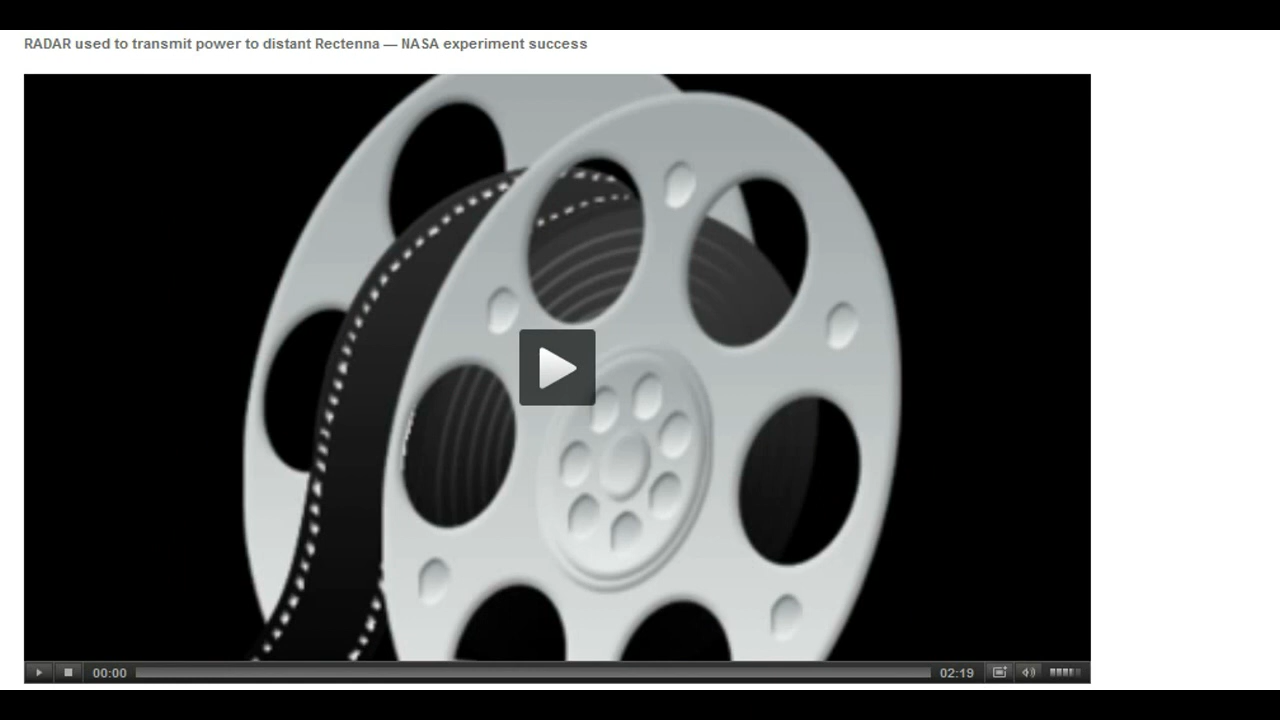 RADAR used to transmit power to distant Rectenna — NASA experiment success
00:00 02:19